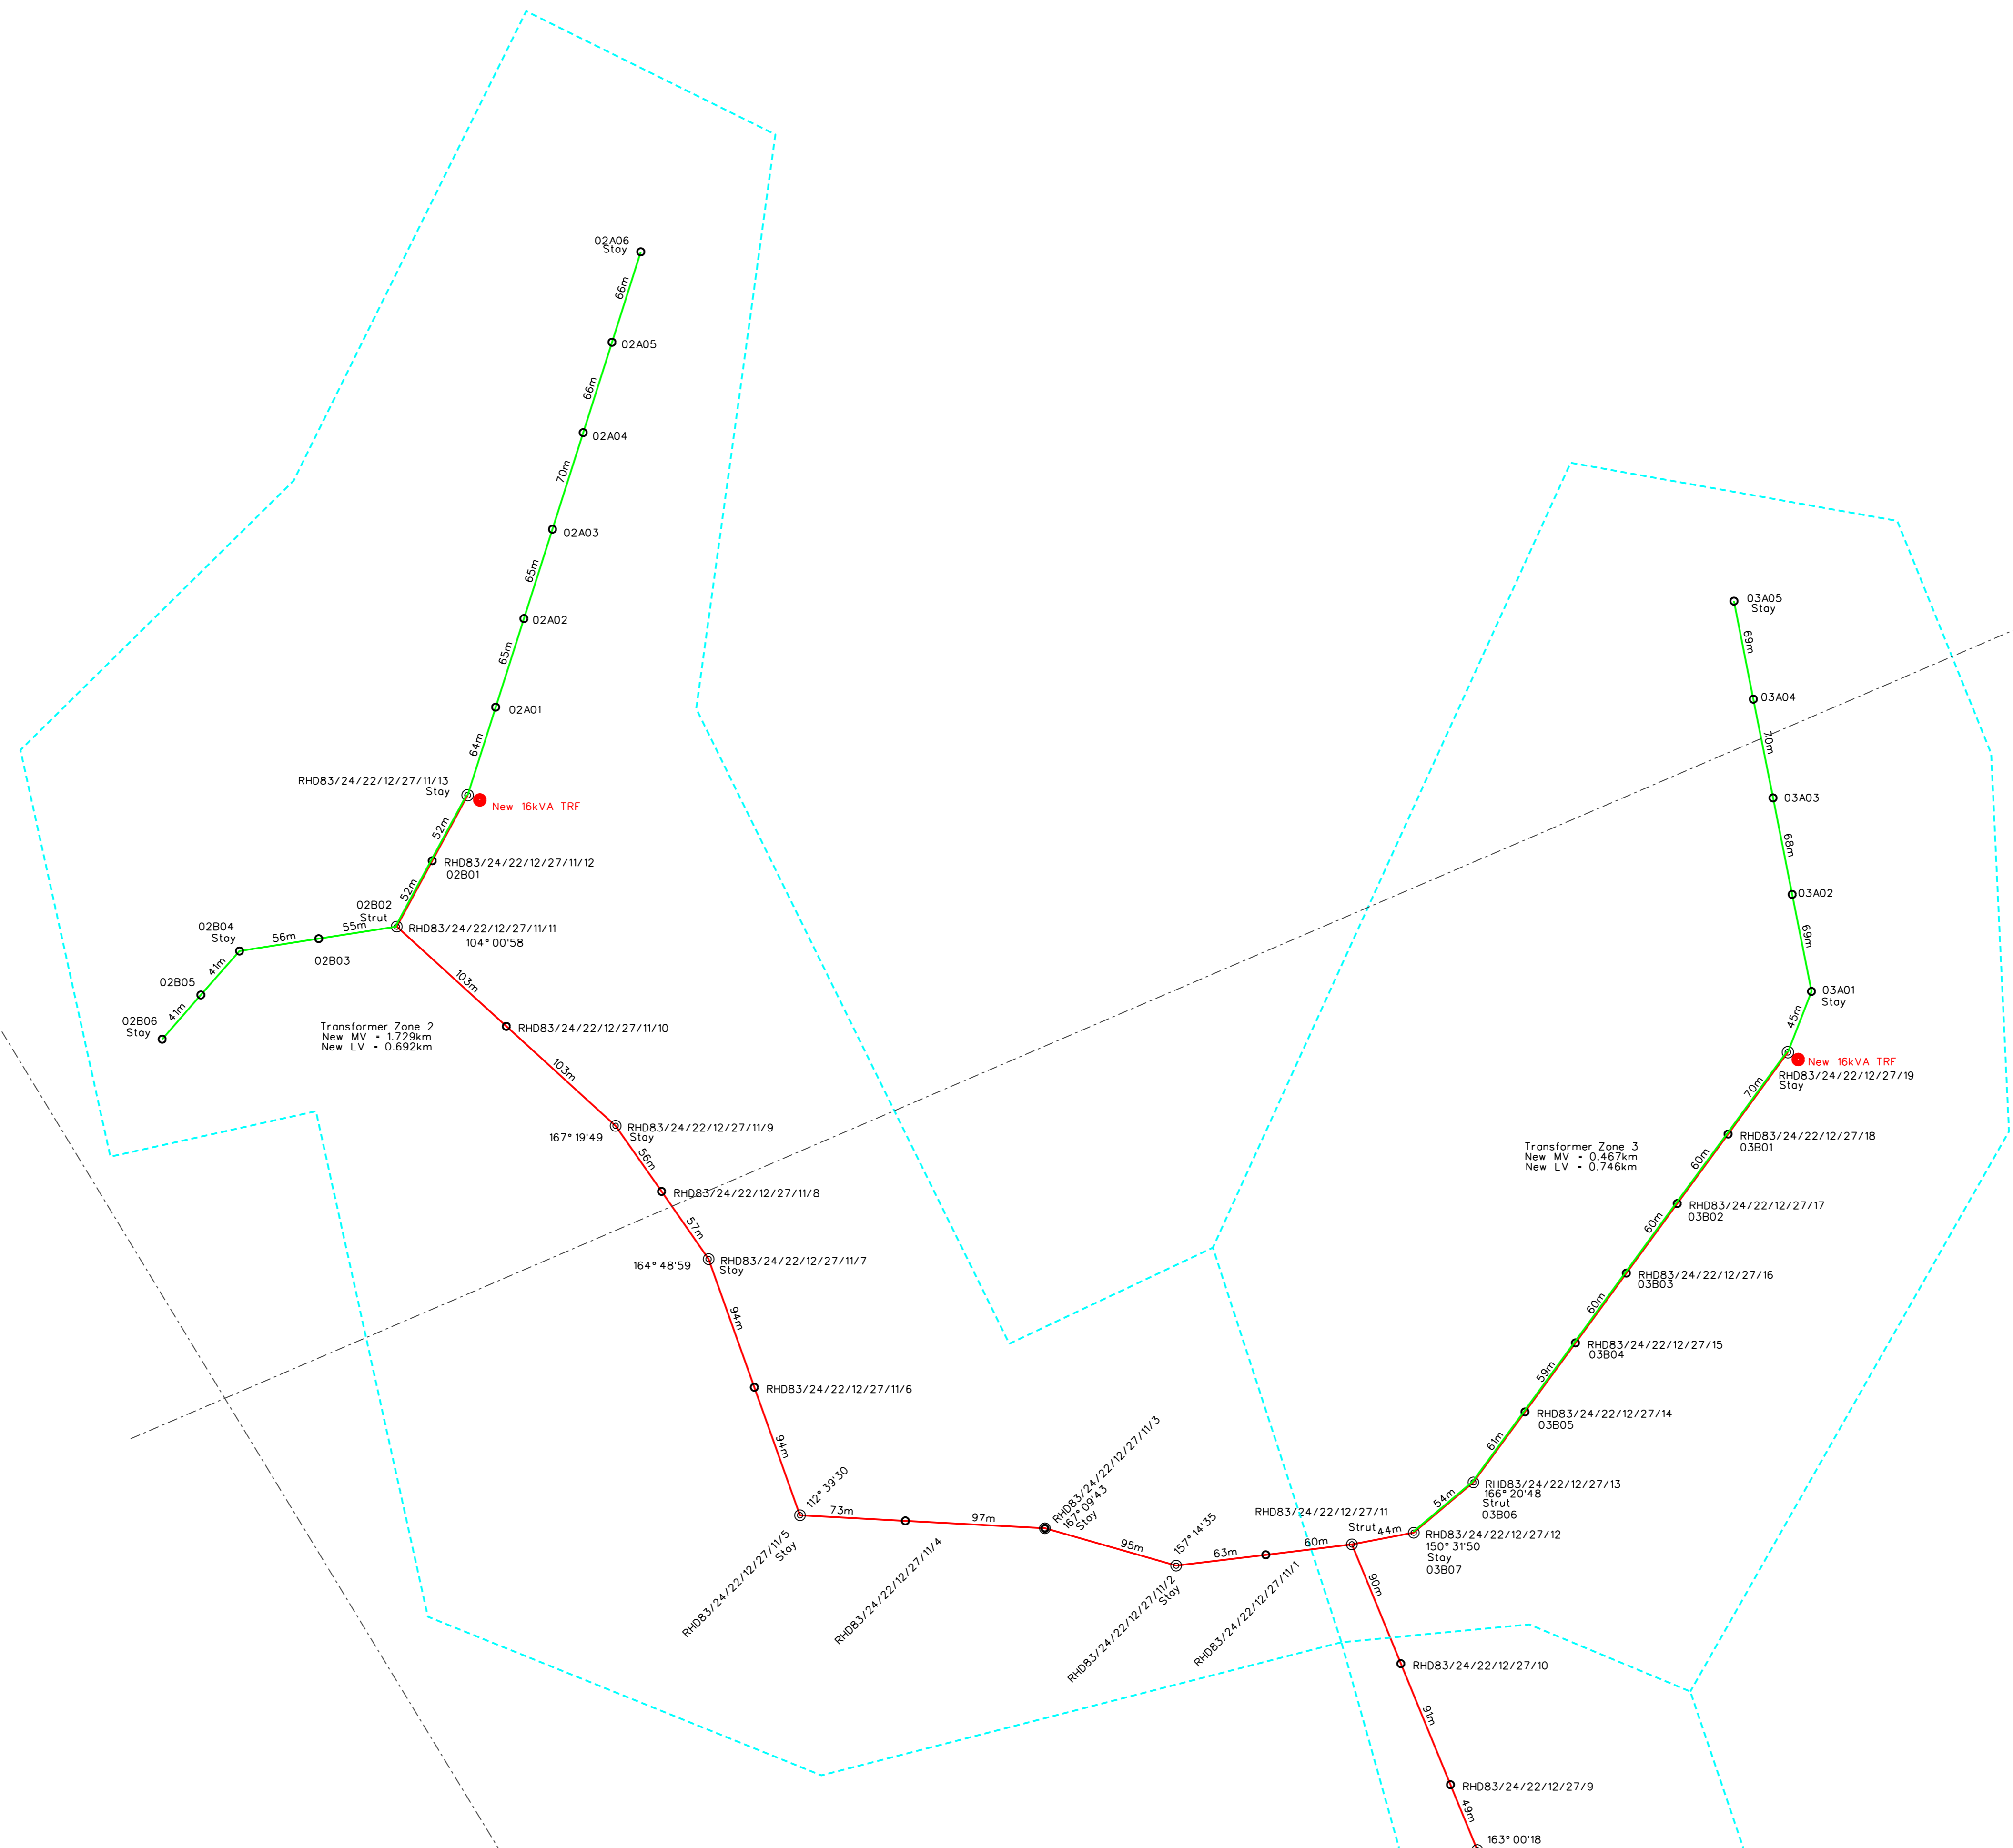 02A06
Stay
66m
02A05
66m
02A04
70m
02A03
65m
02A02
65m
02A01
64m
RHD83/24/22/12/27/11/13
Stay
New 16kVA TRF
52m
RHD83/24/22/12/27/11/12
02B01
52m
02B02
Strut
RHD83/24/22/12/27/11/11
104° 00'58
55m
02B03
56m
02B04
Stay
41m
02B05
41m
02B06
Stay
Transformer Zone 2
New MV = 1.729km
New LV = 0.692km
103m
RHD83/24/22/12/27/11/10
103m
RHD83/24/22/12/27/11/9
Stay
167° 19'49
56m
RHD83/24/22/12/27/11/8
57m
RHD83/24/22/12/27/11/7
Stay
164° 48'59
94m
RHD83/24/22/12/27/11/6
94m
112° 39'30
RHD83/24/22/12/27/11/5
Stay
73m
RHD83/24/22/12/27/11/4
97m
RHD83/24/22/12/27/11/3
167° 09'43
Stay
95m
157° 14'35
RHD83/24/22/12/27/11/2
Stay
63m
RHD83/24/22/12/27/11/1
60m
RHD83/24/22/12/27/11
Strut
44m
03A05
Stay
69m
03A04
70m
03A03
68m
03A02
69m
03A01
Stay
45m
New 16kVA TRF
RHD83/24/22/12/27/19
Stay
70m
RHD83/24/22/12/27/18
03B01
Transformer Zone 3
New MV = 0.467km
New LV = 0.746km
60m
RHD83/24/22/12/27/17
03B02
60m
RHD83/24/22/12/27/16
03B03
60m
RHD83/24/22/12/27/15
03B04
59m
RHD83/24/22/12/27/14
03B05
61m
RHD83/24/22/12/27/13
166° 20'48
Strut
03B06
54m
RHD83/24/22/12/27/12
150° 31'50
Stay
03B07
90m
RHD83/24/22/12/27/10
91m
RHD83/24/22/12/27/9
49m
163° 00'18